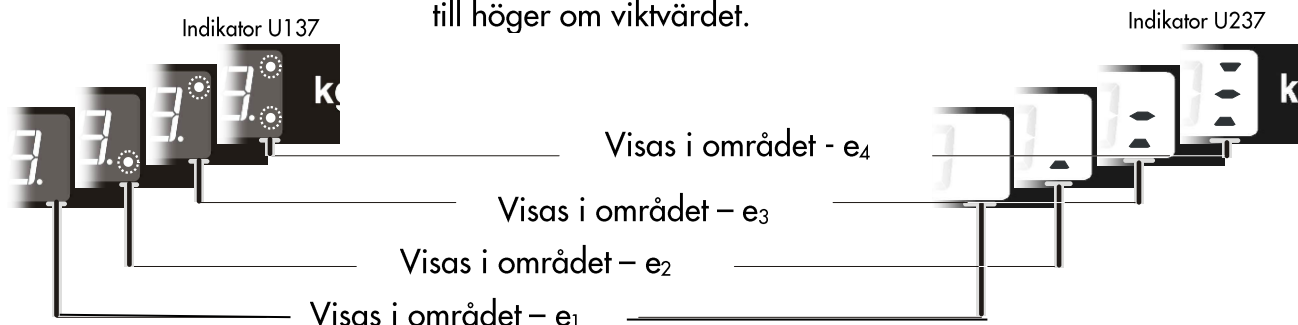 till höger om viktvärdet.
Indikator U137
Indikator U237
kg
k
Visas i området - e₄
Visas i området – e₃
Visas i området – e₂
Visas i området – e₁